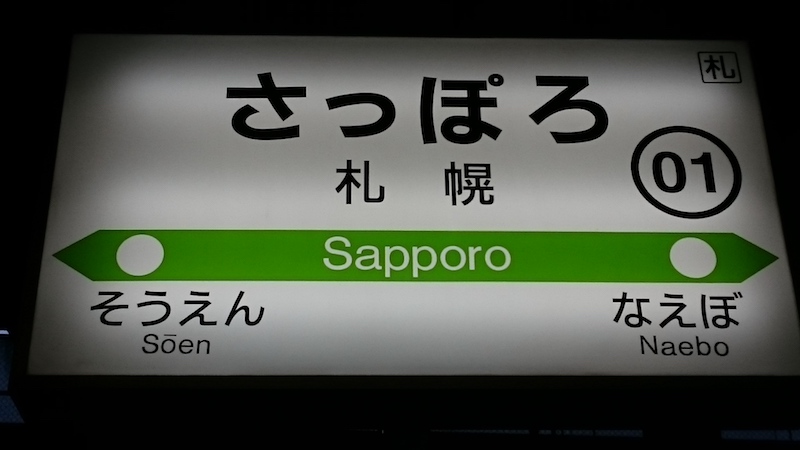 札
さっぽろ
札 幌
01
Sapporo
そうえん
Sōen
なえぼ
Naebo